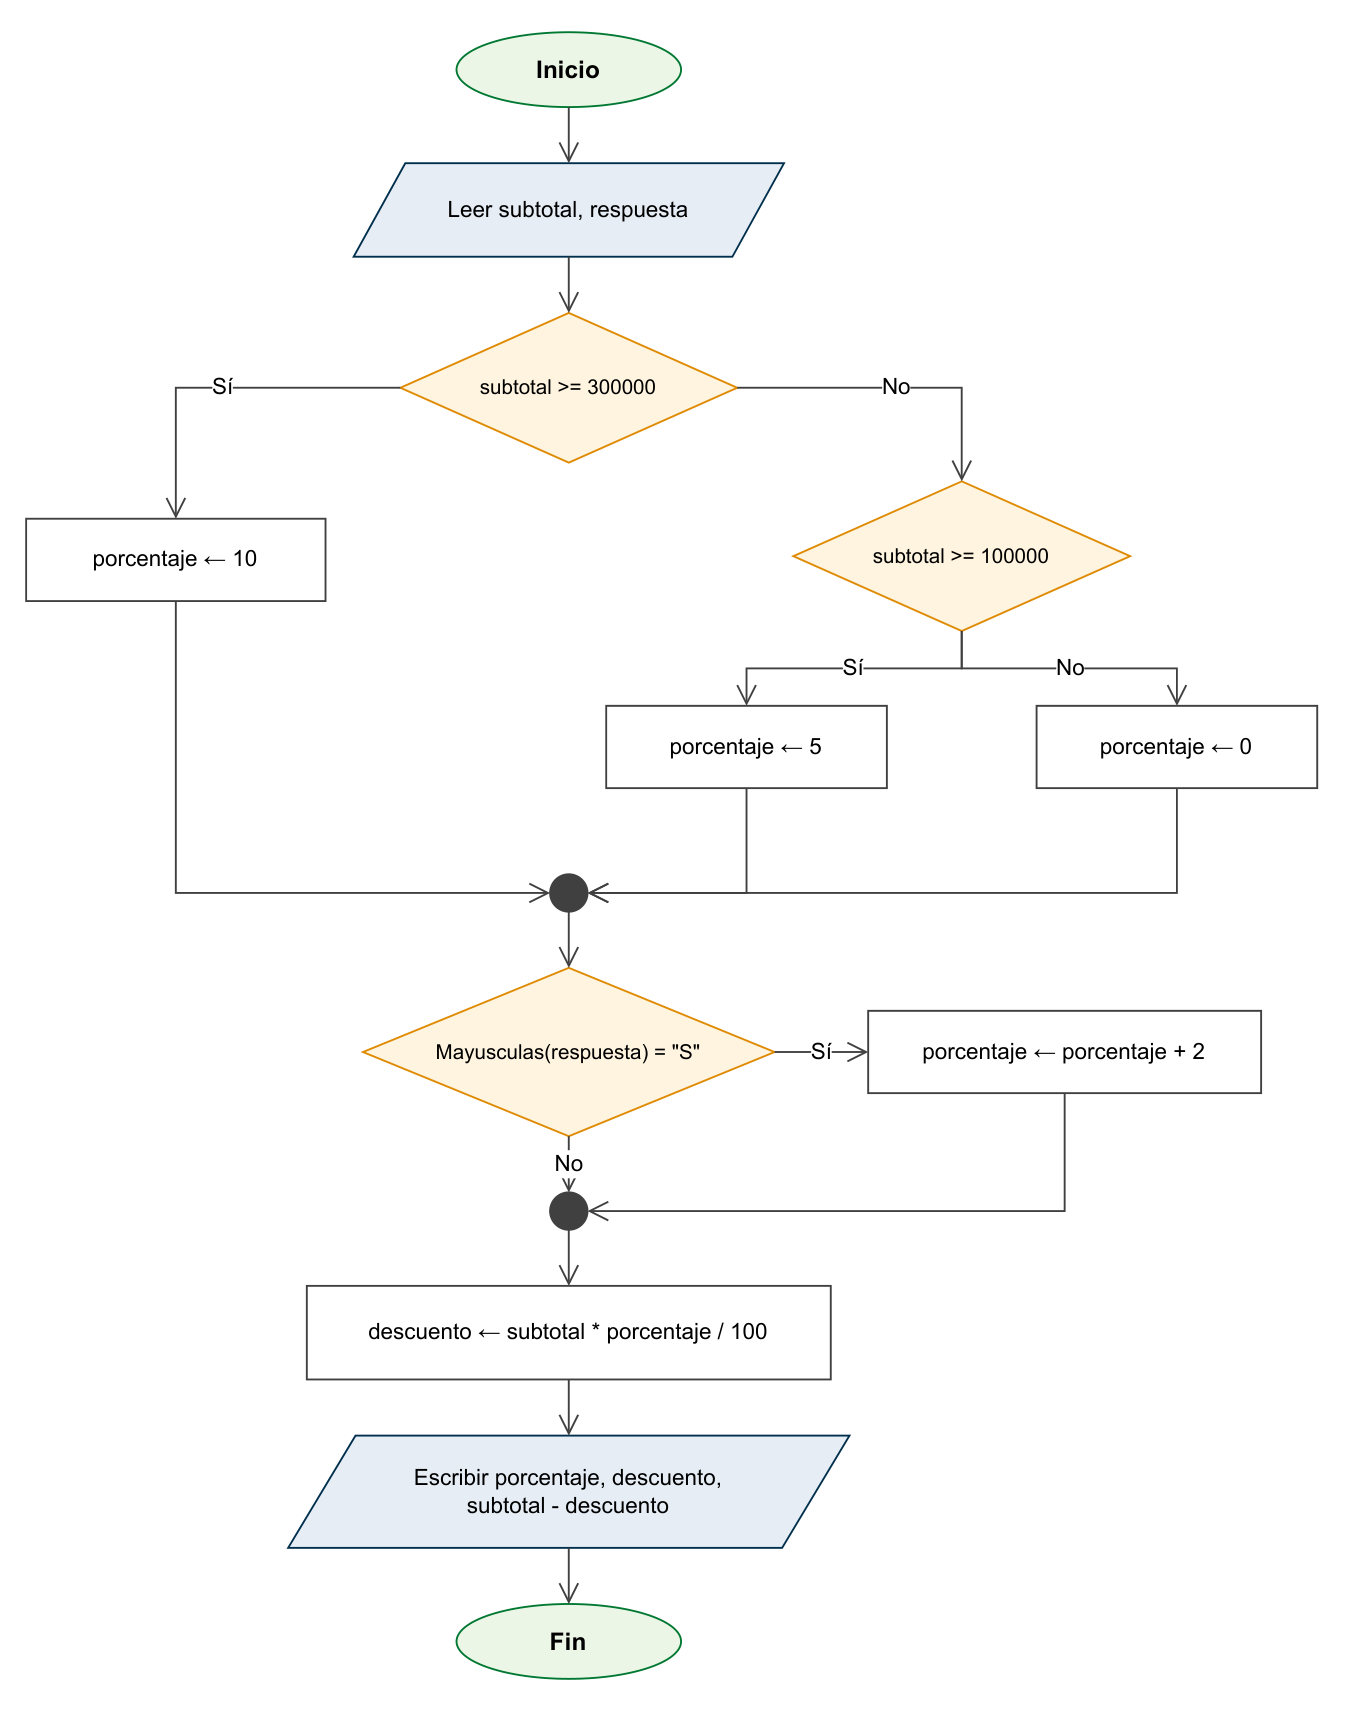 Inicio
Leer subtotal, respuesta
subtotal >= 300000
Sí
No
porcentaje ← 10
subtotal >= 100000
Sí
No
porcentaje ← 5
porcentaje ← 0
Mayusculas(respuesta) = "S"
Sí
porcentaje ← porcentaje + 2
No
descuento ← subtotal * porcentaje / 100
Escribir porcentaje, descuento,
subtotal - descuento
Fin